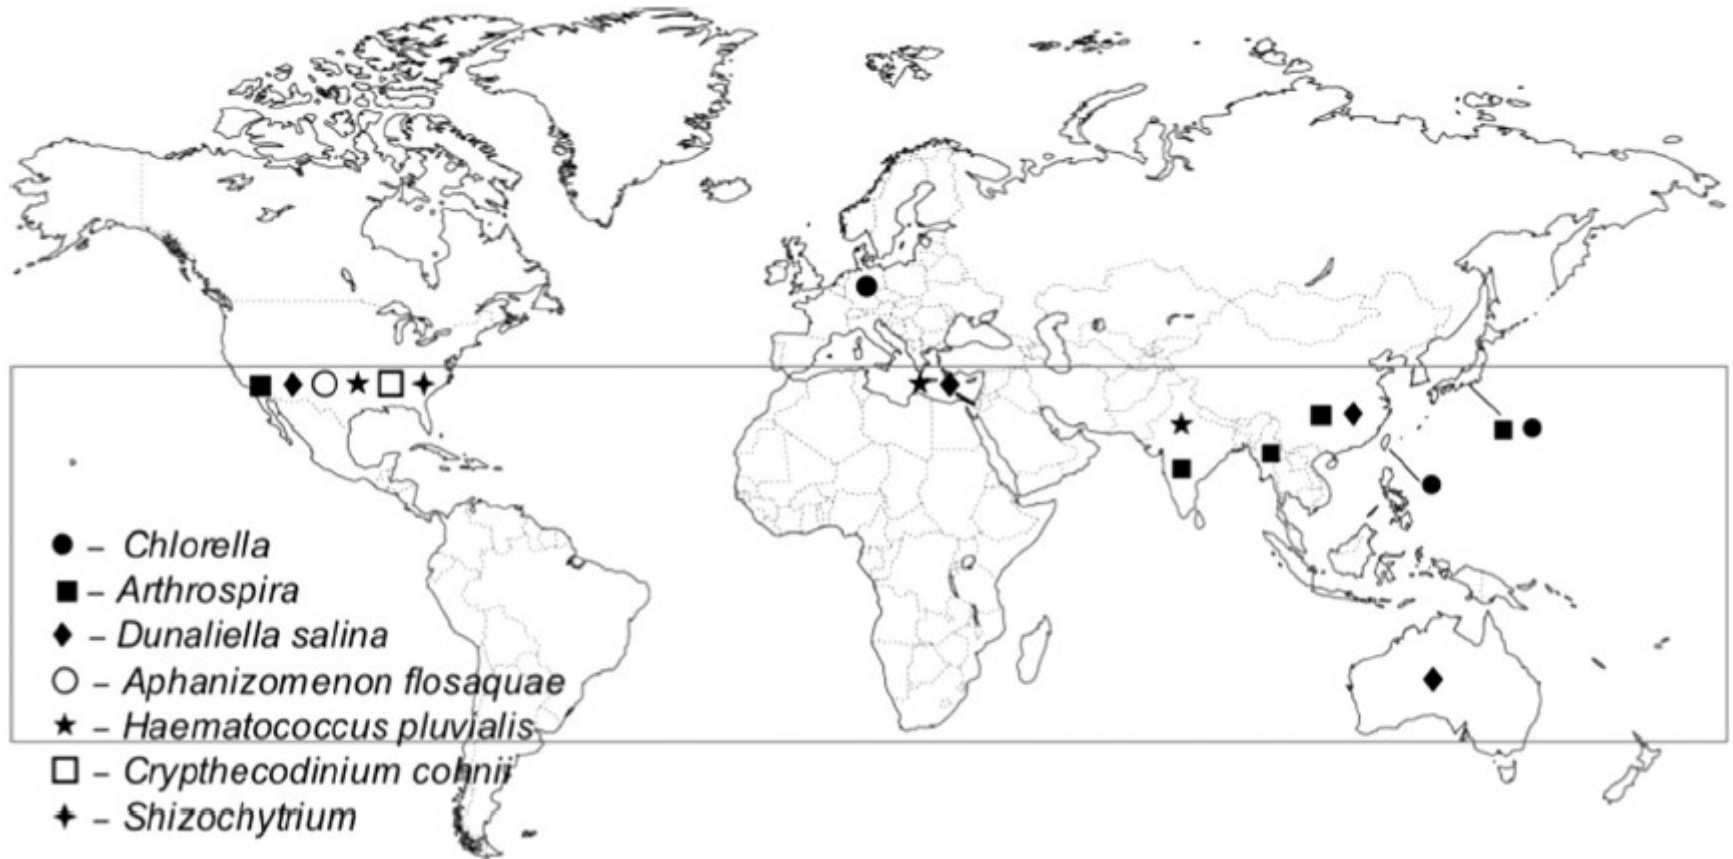 – Chlorella
– Arthrospira
– Dunaliella salina
– Aphanizomenon flosaquae
– Haematococcus pluvialis
– Crypthecodinium cohnii
– Shizochytrium